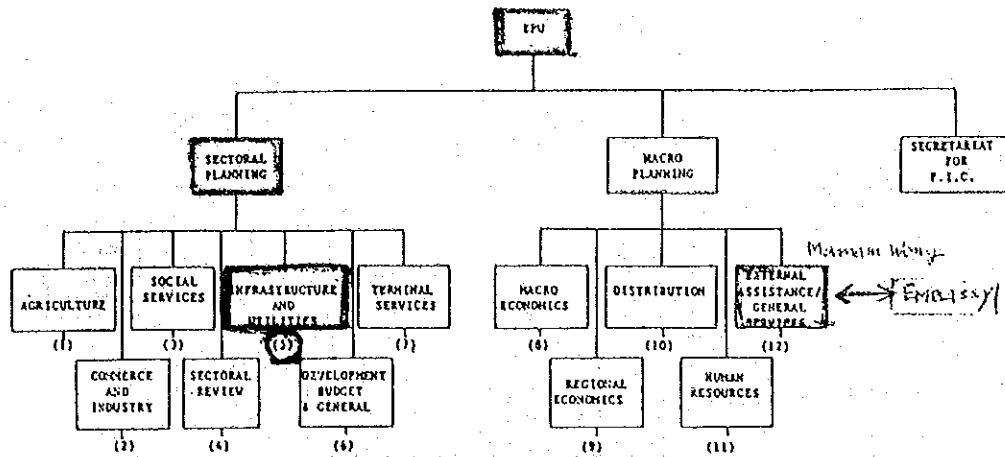 EPU
SECTORAL
PLANNING
MACRO
PLANNING
SECRETARIAT
FOR
F.I.C.
AGRICULTURE
(1)
SOCIAL
SERVICES
(3)
INFRASTRUCTURE
AND
UTILITIES
(5)
TERMINAL
SERVICES
(7)
MACRO
ECONOMICS
(8)
DISTRIBUTION
(10)
EXTERNAL
ASSISTANCE/
GENERAL
SERVICES
(12)
EMBASSY
COMMERCE
AND
INDUSTRY
(2)
SECTORAL
REVIEW
(4)
DEVELOPMENT
BUDGET
& GENERAL
(6)
REGIONAL
ECONOMICS
(9)
HUMAN
RESOURCES
(11)